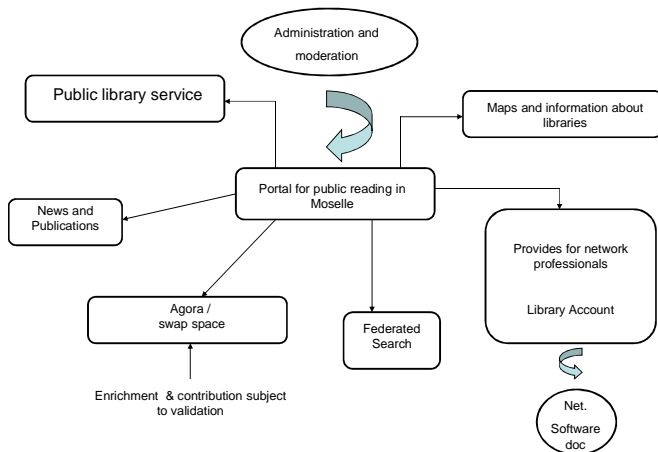 Administration and
moderation
Public library service
Maps and information about
libraries
Portal for public reading in
Moselle
News and
Publications
Provides for network
professionals
Library Account
Agora /
swap space
Federated
Search
Enrichment & contribution subject
to validation
Net.
Software
doc